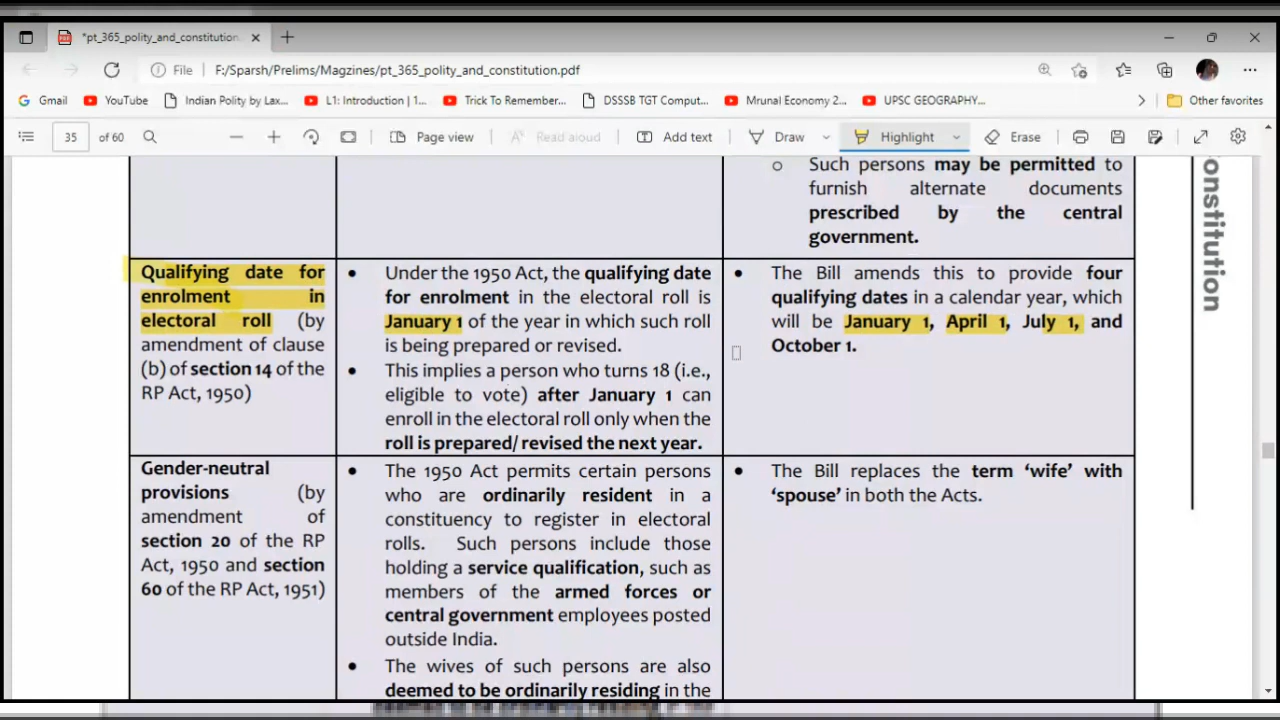 *pt_365_polity_and_constitution.
File
F:/Sparsh/Prelims/Magzines/pt_365_polity_and_constitution.pdf
Gmail
YouTube
Indian Polity by Lax...
L1: Introduction | 1...
Trick To Remember...
DSSSB TGT Comput...
Mrunal Economy 2...
UPSC GEOGRAPHY...
Other favorites
35
of 60
Page view
Read aloud
Add text
Draw
Highlight
Erase
o Such persons may be permitted to
furnish alternate documents
prescribed by the central
government.
Qualifying date for
enrolment in
electoral roll (by
amendment of clause
(b) of section 14 of the
RP Act, 1950)
• Under the 1950 Act, the qualifying date
for enrolment in the electoral roll is
January 1 of the year in which such roll
is being prepared or revised.
• This implies a person who turns 18 (i.e.,
eligible to vote) after January 1 can
enroll in the electoral roll only when the
roll is prepared/ revised the next year.
• The Bill amends this to provide four
qualifying dates in a calendar year, which
will be January 1, April 1, July 1, and
October 1.
Gender-neutral
provisions (by
amendment of
section 20 of the RP
Act, 1950 and section
60 of the RP Act, 1951)
• The 1950 Act permits certain persons
who are ordinarily resident in a
constituency to register in electoral
rolls. Such persons include those
holding a service qualification, such as
members of the armed forces or
central government employees posted
outside India.
• The wives of such persons are also
deemed to be ordinarily residing in the
• The Bill replaces the term ‘wife’ with
‘spouse’ in both the Acts.
onstitution